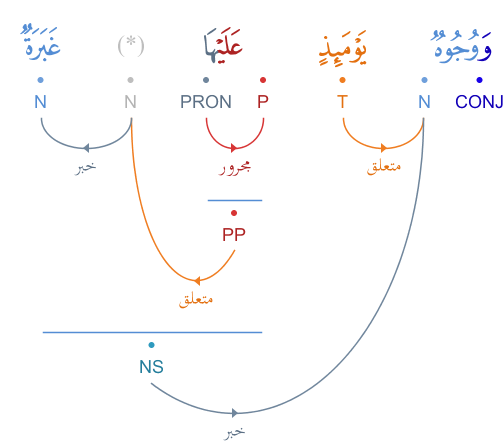 وَوُجُوهٌ يَوْمَئِذٍ عَلَيْهَا (*) غَبَرَةٌ
CONJ N T P PRON N N
خبر مجرور متعلق
PP
متعلق
NS
خبر